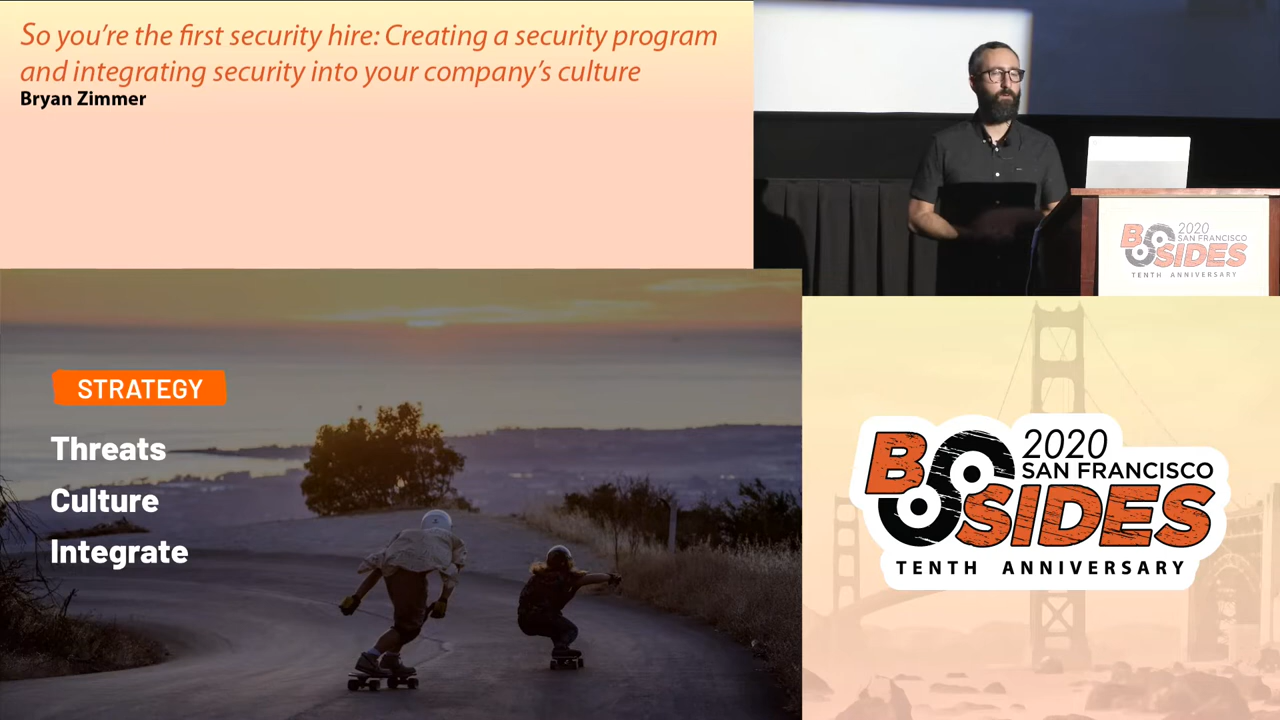 So you're the first security hire: Creating a security program
and integrating security into your company's culture
Bryan Zimmer
2020
SAN FRANCISCO
BSIDES
TENTH ANNIVERSARY
STRATEGY
Threats
Culture
Integrate
2020
SAN FRANCISCO
BSIDES
TENTH ANNIVERSARY